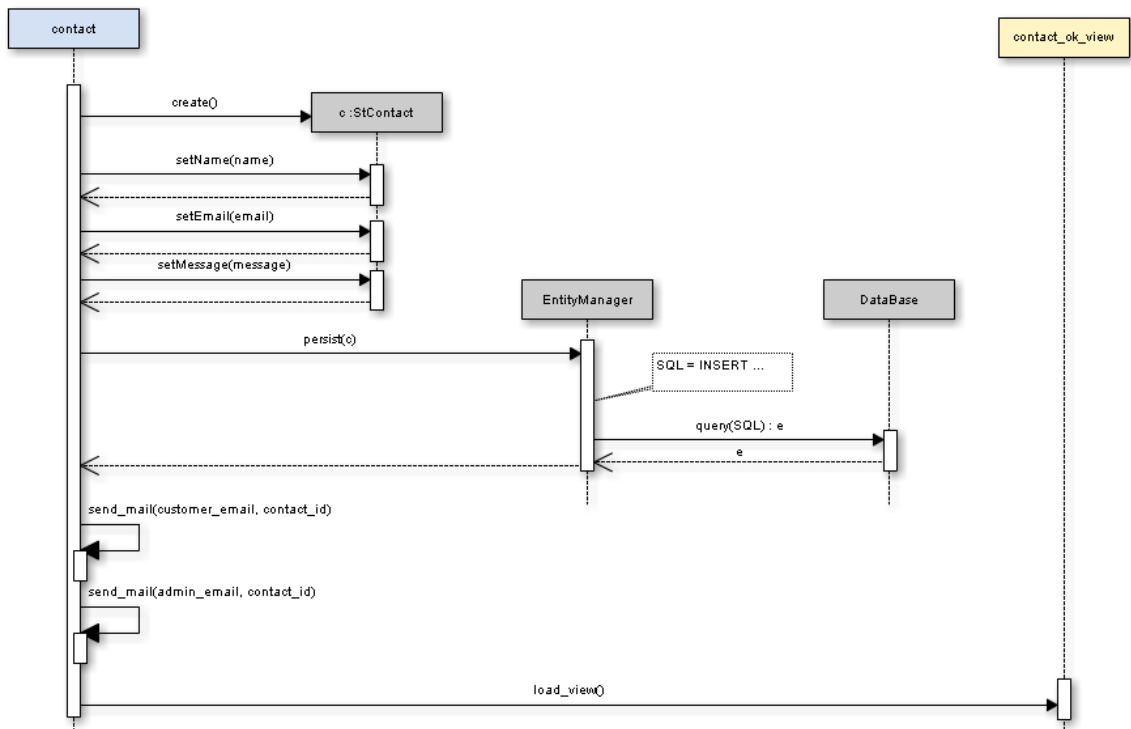 contact
contact_ok_view
create()
c :StContact
setName(name)
setEmail(email)
setMessage(message)
EntityManager
DataBase
persist(c)
SQL = INSERT ...
query(SQL) : e
e
send_mail(customer_email, contact_id)
send_mail(admin_email, contact_id)
load_view()